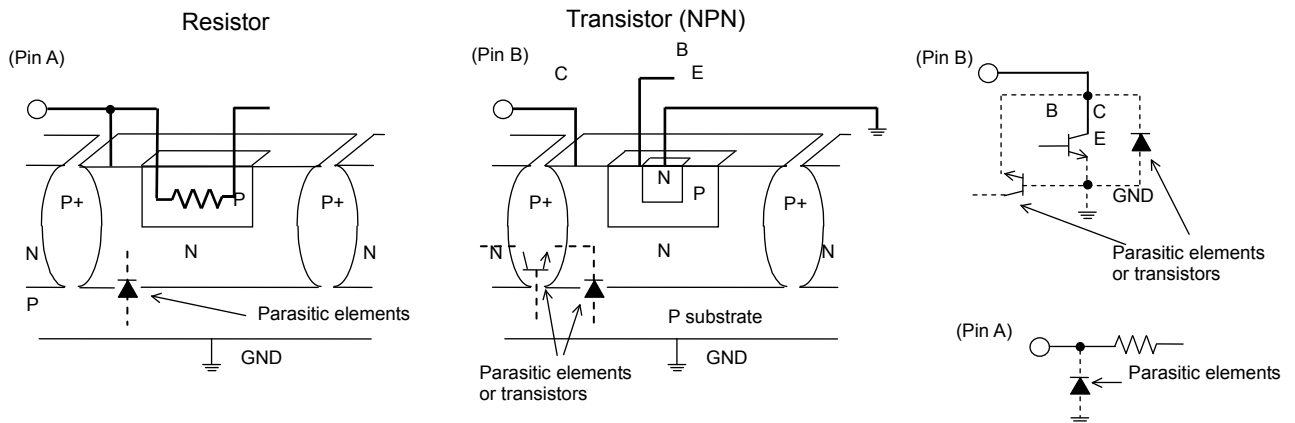 Resistor
(Pin A)
P+
P
P+
N
N
N
P
Parasitic elements
GND
Transistor (NPN)
(Pin B)
C
B
E
N
P+
P
P+
N
N
N
P substrate
GND
Parasitic elements
or transistors
(Pin B)
B
C
E
GND
Parasitic elements
or transistors
(Pin A)
Parasitic elements